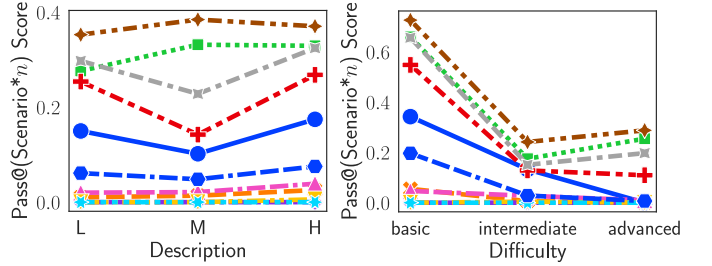 Pass@(Scenario*n) Score
0.4
0.2
0.0
L M H
Description
Pass@(Scenario*n) Score
0.6
0.4
0.2
0.0
basic intermediate advanced
Difficulty